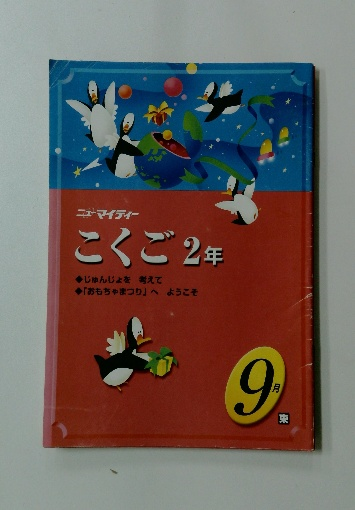 ニューマイティー
こくご 2年
◆じゅんじょを 考えて
◆「おもちゃまつり」へ ようこそ
9月
東